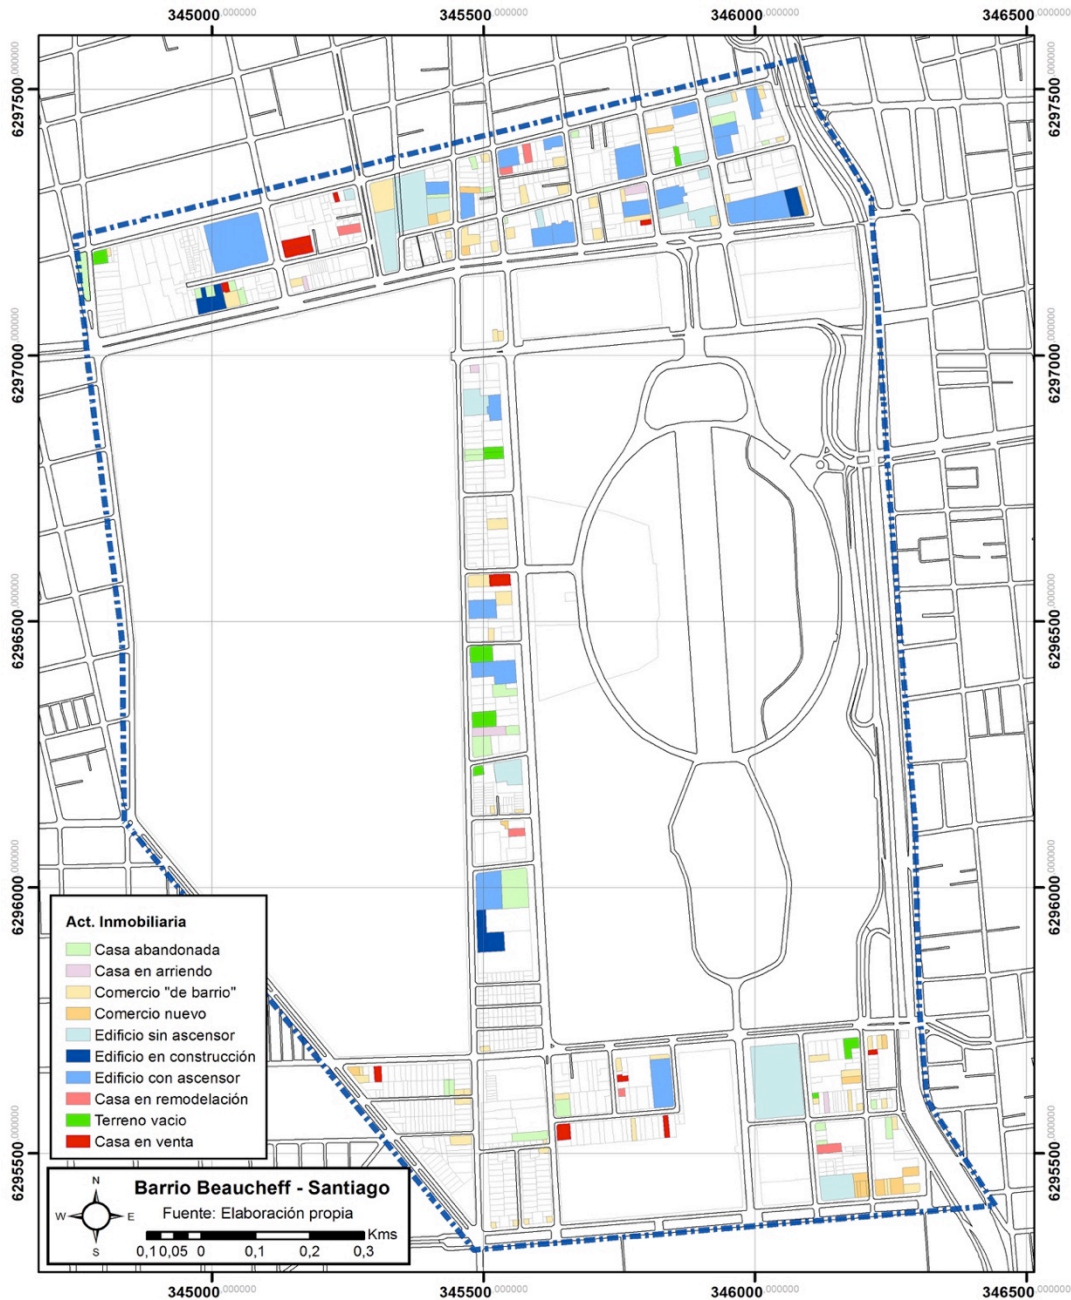 345000,000000 345500,000000 346000,000000 346500,000000
6297500,000000 6297500,000000
6297000,000000 6297000,000000
6296500,000000 6296500,000000
6296000,000000 6296000,000000
6295500,000000 6295500,000000
Act. Inmobiliaria
Casa abandonada
Casa en arriendo
Comercio "de barrio"
Comercio nuevo
Edificio sin ascensor
Edificio en construcción
Edificio con ascensor
Casa en remodelación
Terreno vacio
Casa en venta
N
W E
S
Barrio Beaucheff - Santiago
Fuente: Elaboración propia
Kms
0,1 0,05 0 0,1 0,2 0,3
345000,000000 345500,000000 346000,000000 346500,000000